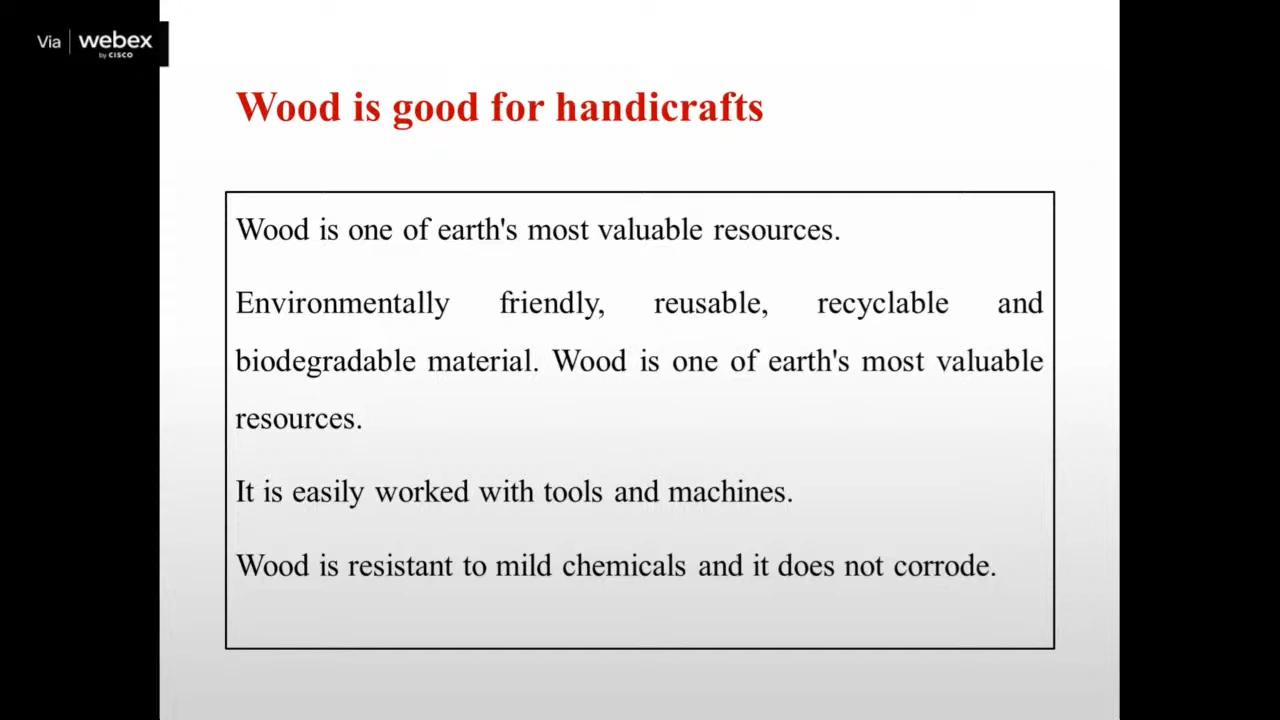 Via webex
by CISCO
Wood is good for handicrafts
Wood is one of earth's most valuable resources.
Environmentally friendly, reusable, recyclable and
biodegradable material. Wood is one of earth's most valuable
resources.
It is easily worked with tools and machines.
Wood is resistant to mild chemicals and it does not corrode.